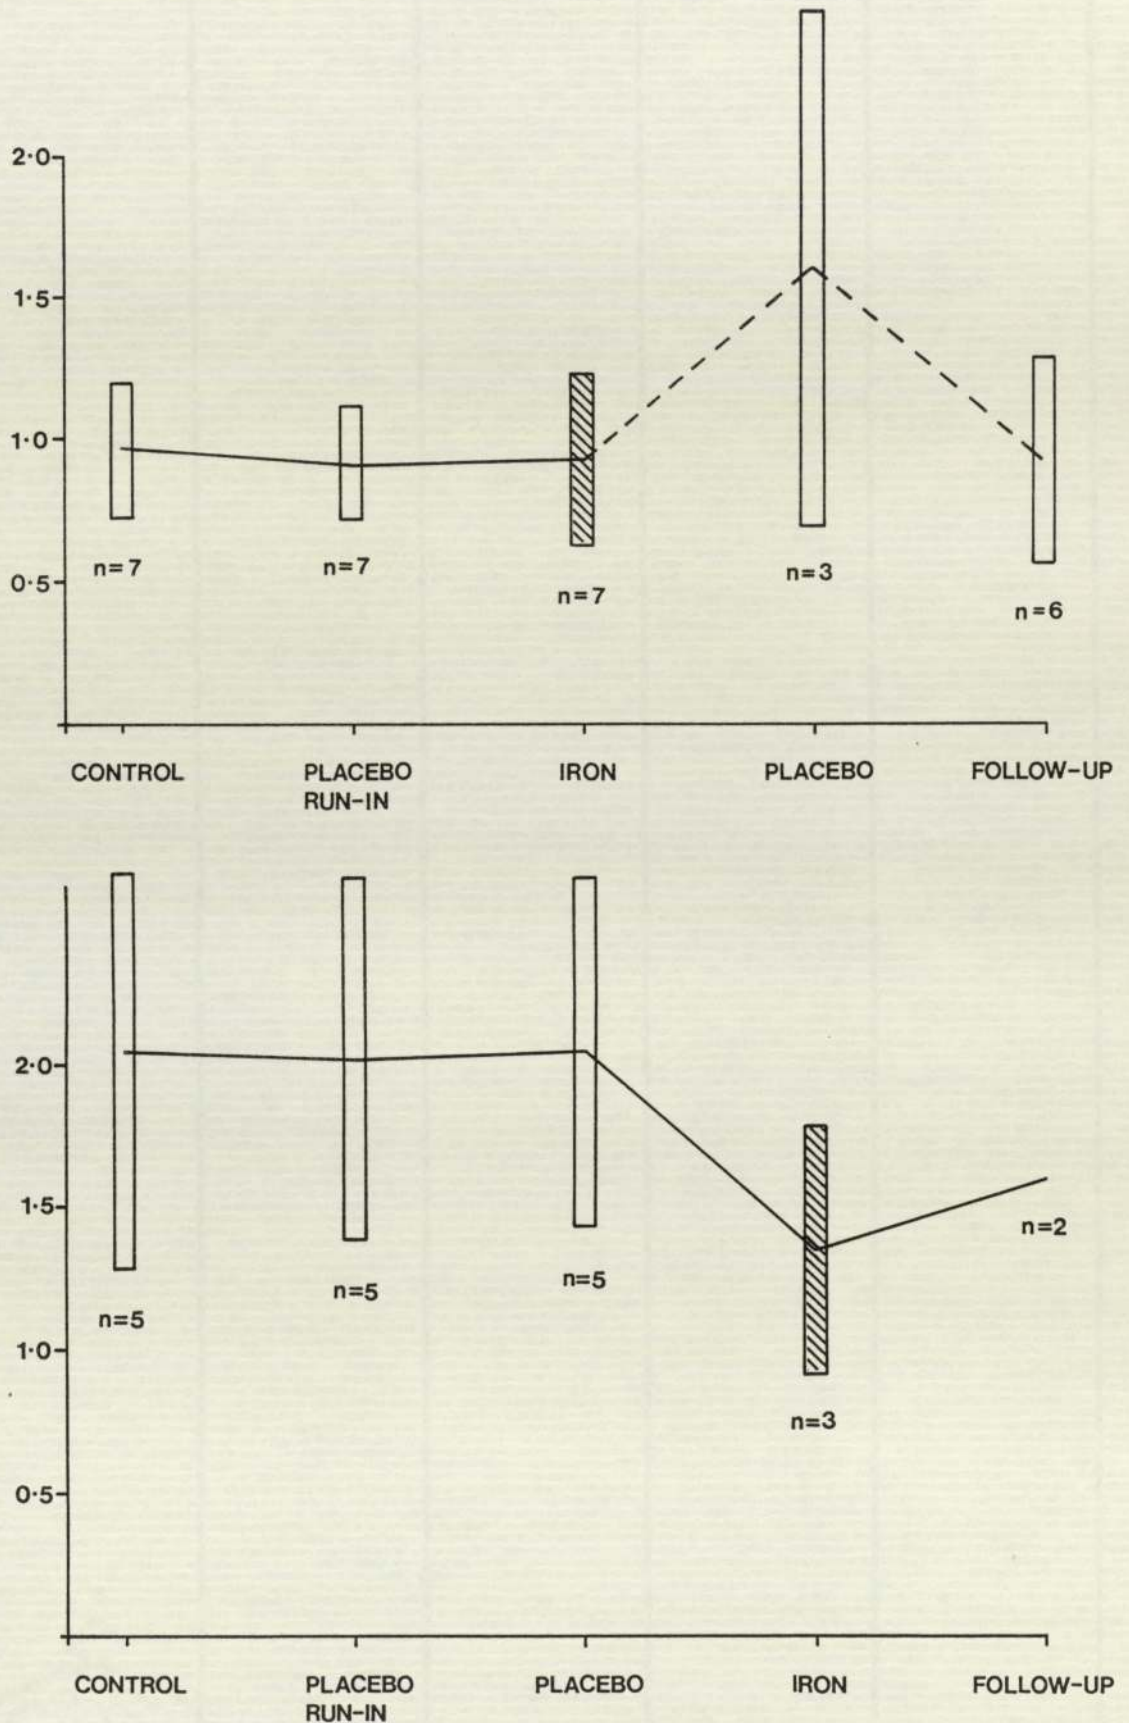 2·0
1·5
1·0
0·5
n=7
n=7
n=7
n=3
n=6
CONTROL
PLACEBO
RUN-IN
IRON
PLACEBO
FOLLOW-UP
2·0
1·5
1·0
0·5
n=5
n=5
n=5
n=3
n=2
CONTROL
PLACEBO
RUN-IN
PLACEBO
IRON
FOLLOW-UP